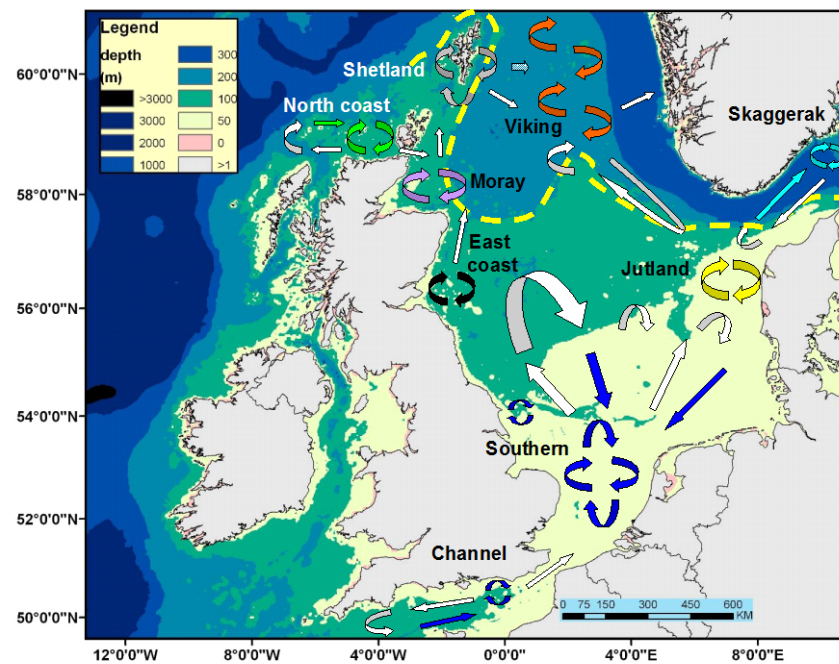 Legend
depth
(m)
>3000
3000
2000
1000
300
200
100
50
0
>1
60°0'0"N
58°0'0"N
56°0'0"N
54°0'0"N
52°0'0"N
50°0'0"N
Shetland
North coast
Viking
Skaggerak
Moray
East
coast
Jutland
Southern
Channel
0 75 150 300 450 600
KM
12°0'0"W 8°0'0"W 4°0'0"W 0°0'0"E 4°0'0"E 8°0'0"E